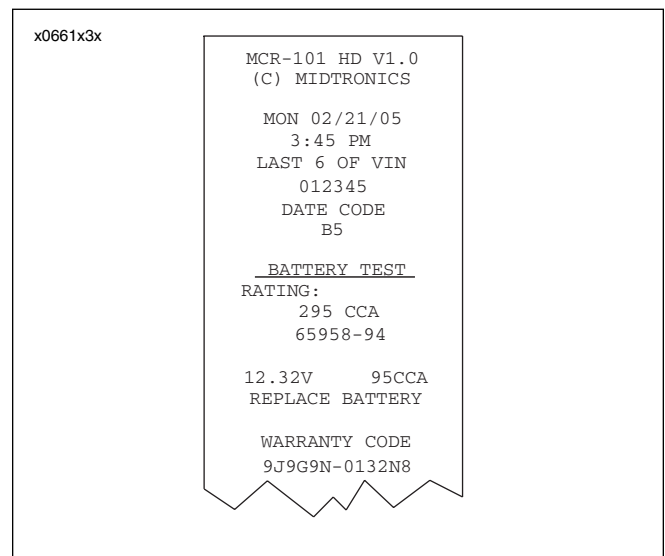 x0661x3x
MCR-101 HD V1.0
(C) MIDTRONICS
MON 02/21/05
3:45 PM
LAST 6 OF VIN
012345
DATE CODE
B5
BATTERY TEST
RATING:
295 CCA
65958-94
12.32V 95CCA
REPLACE BATTERY
WARRANTY CODE
9J9G9N-0132N8